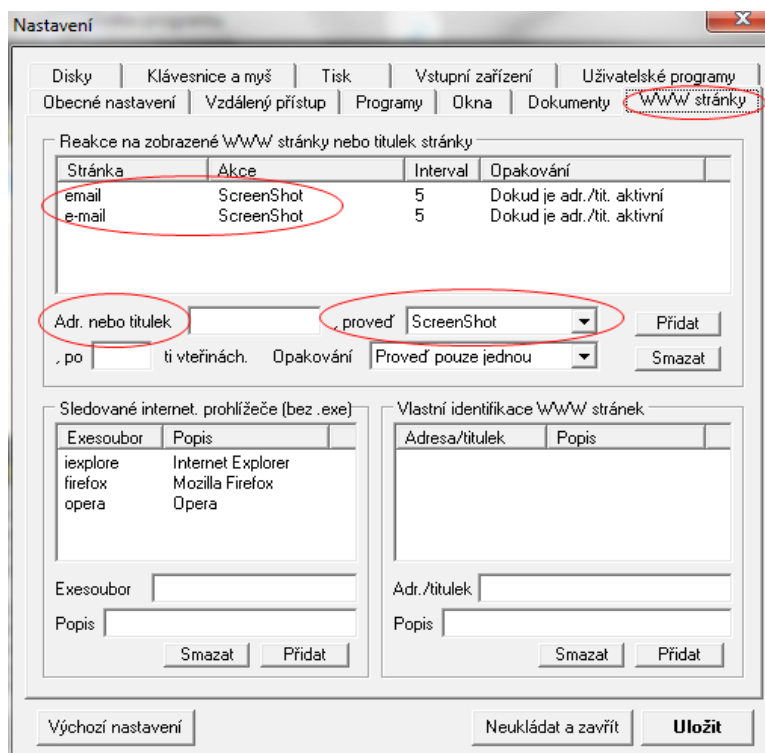 Nastavení
Disky Klávesnice a myš Tisk Vstupní zařízení Uživatelské programy
Obecné nastavení Vzdálený přístup Programy Okna Dokumenty WWW stránky
Reakce na zobrazené WWW stránky nebo titulek stránky
Stránka Akce Interval Opakování
email ScreenShot 5 Dokud je adr./tit. aktivní
e-mail ScreenShot 5 Dokud je adr./tit. aktivní
Adr. nebo titulek , proveď ScreenShot Přidat
, po ti vteřinách. Opakování Proveď pouze jednou Smazat
Sledované internet. prohlížeče (bez .exe) Vlastní identifikace WWW stránek
Exesoubor Popis Adresa/titulek Popis
iexplore Internet Explorer
firefox Mozilla Firefox
opera Opera
Exesoubor Adr./titulek
Popis Popis
Smazat Přidat Smazat Přidat
Výchozí nastavení Neukládat a zavřít Uložit